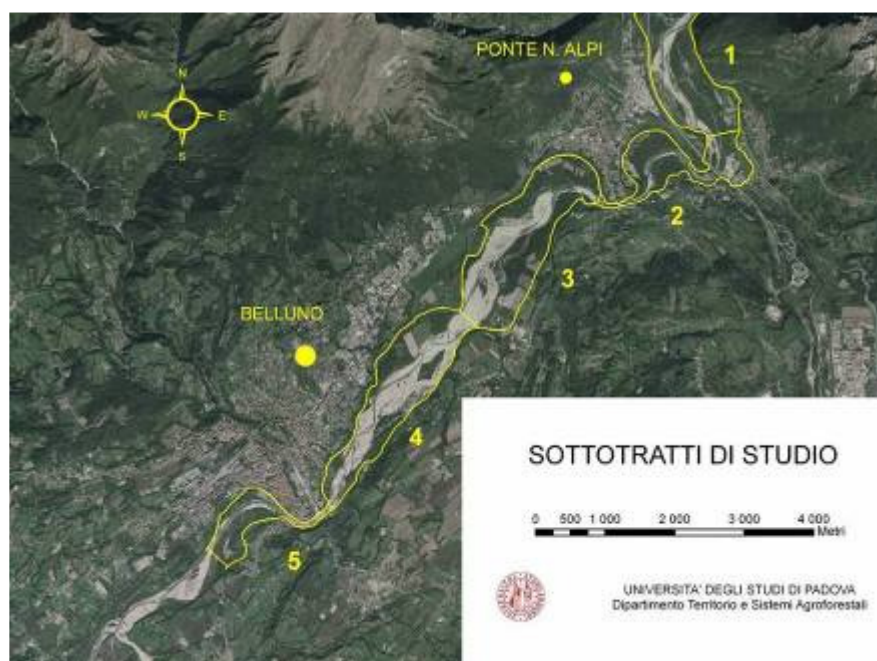 PONTE N. ALPI
1
N
W E
S
2
3
BELLUNO
4
SOTTOTRATTI DI STUDIO
0 500 1 000 2 000 3 000 4 000
Metri
5
UNIVERSITA' DEGLI STUDI DI PADOVA
Dipartimento Territorio e Sistemi Agroforestali